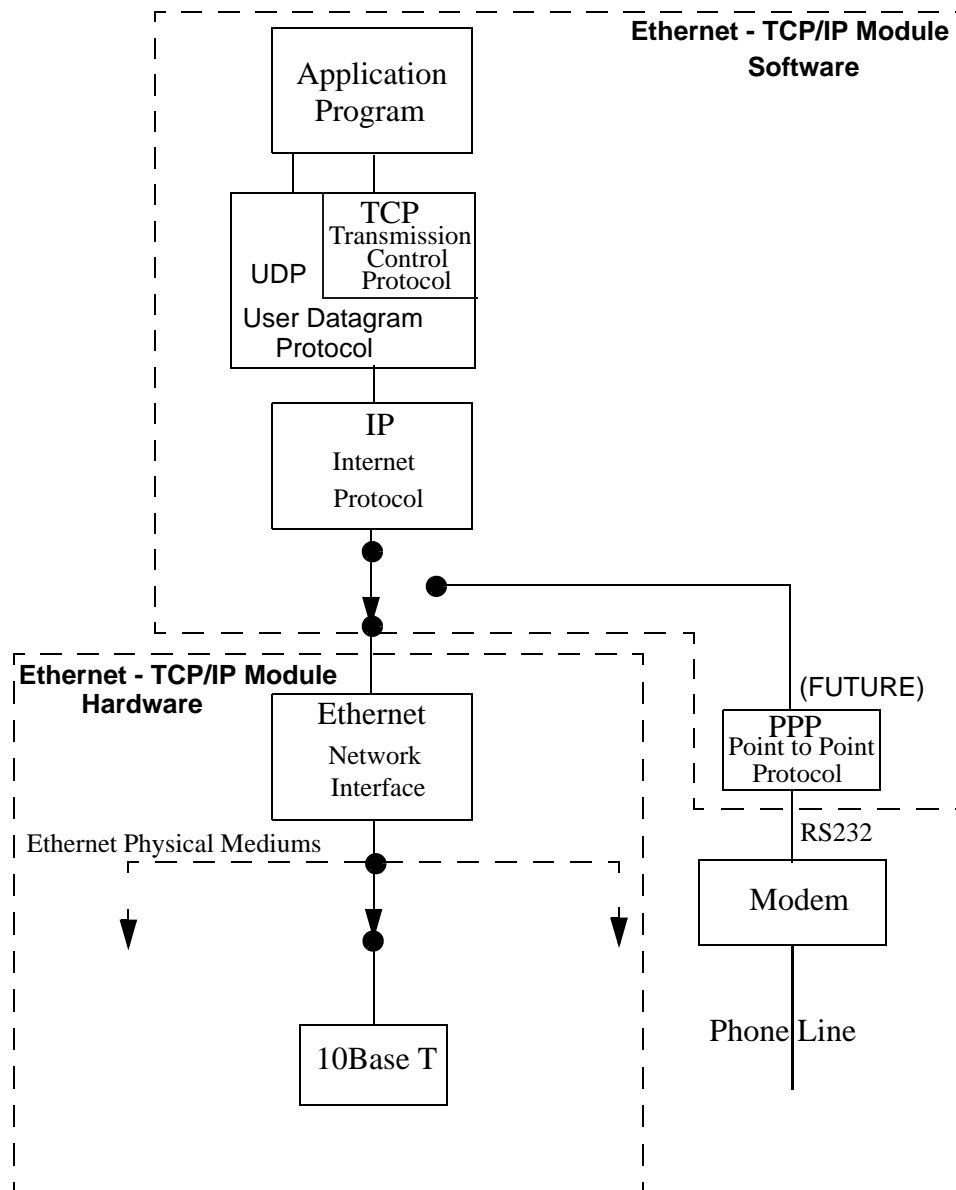 Ethernet - TCP/IP Module
Software
Application
Program
TCP
Transmission
Control
Protocol
UDP
User Datagram
Protocol
IP
Internet
Protocol
Ethernet - TCP/IP Module
Hardware
(FUTURE)
PPP
Point to Point
Protocol
Ethernet
Network
Interface
RS232
Ethernet Physical Mediums
Modem
Phone Line
10Base T